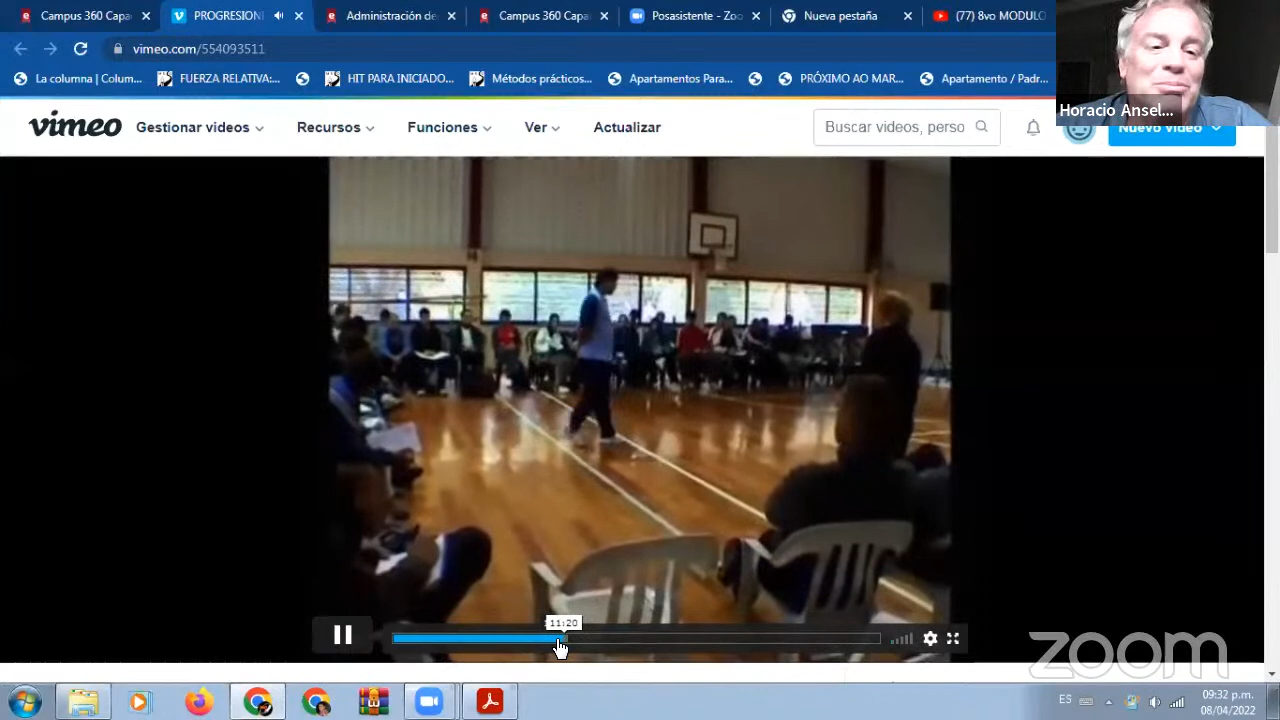 Campus 360 Capa
PROGRESION
Administración de
Campus 360 Capa
Posasistente - Zoo
Nueva pestaña
(77) 8vo MODULO
vimeo.com/554093511
La columna | Colum...
FUERZA RELATIVA:...
HIT PARA INICIADO...
Métodos prácticos...
Apartamentos Para...
PRÓXIMO AO MAR...
Apartamento / Padr...
Horacio Ansel...
vimeo
Gestionar videos
Recursos
Funciones
Ver
Actualizar
Buscar videos, perso
Nuevo video
11:20
zoom
ES
09:32 p.m.
08/04/2022